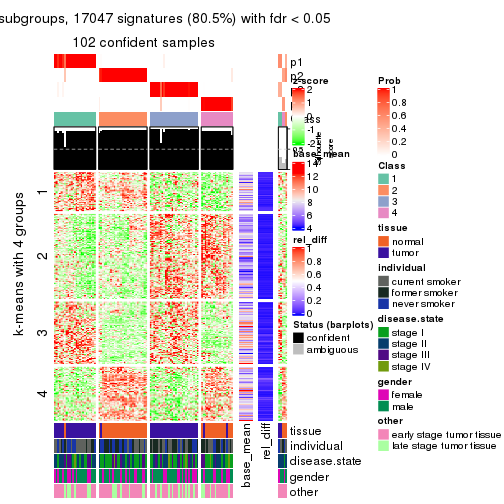 subgroups, 17047 signatures (80.5%) with fdr < 0.05
102 confident samples
p1
p2
z-score
2
1
0
-1
-2
Silhouette
score
base_mean
14
12
10
8
6
4
rel_diff
1
0.8
0.6
0.4
0.2
0
Status (barplots)
confident
ambiguous
Prob
1
0.8
0.6
0.4
0.2
0
Class
1
2
3
4
tissue
normal
tumor
individual
current smoker
former smoker
never smoker
disease.state
stage I
stage II
stage III
stage IV
gender
female
male
other
early stage tumor tissue
late stage tumor tissue
k-means with 4 groups
1
2
3
4
base_mean
rel_diff
tissue
individual
disease.state
gender
other